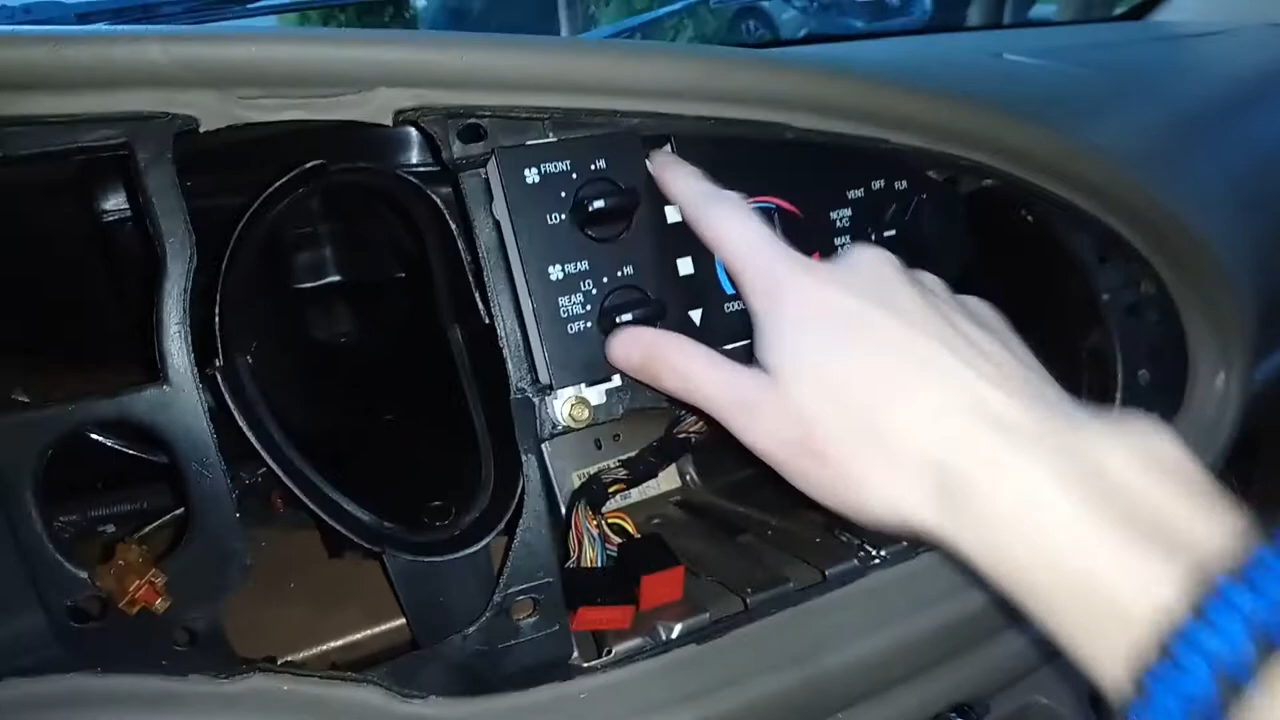 FRONT
HI
LO
REAR
HI
LO
REAR
CTRL
OFF
COOL
VENT OFF FLR
NORM
A/C
MAX